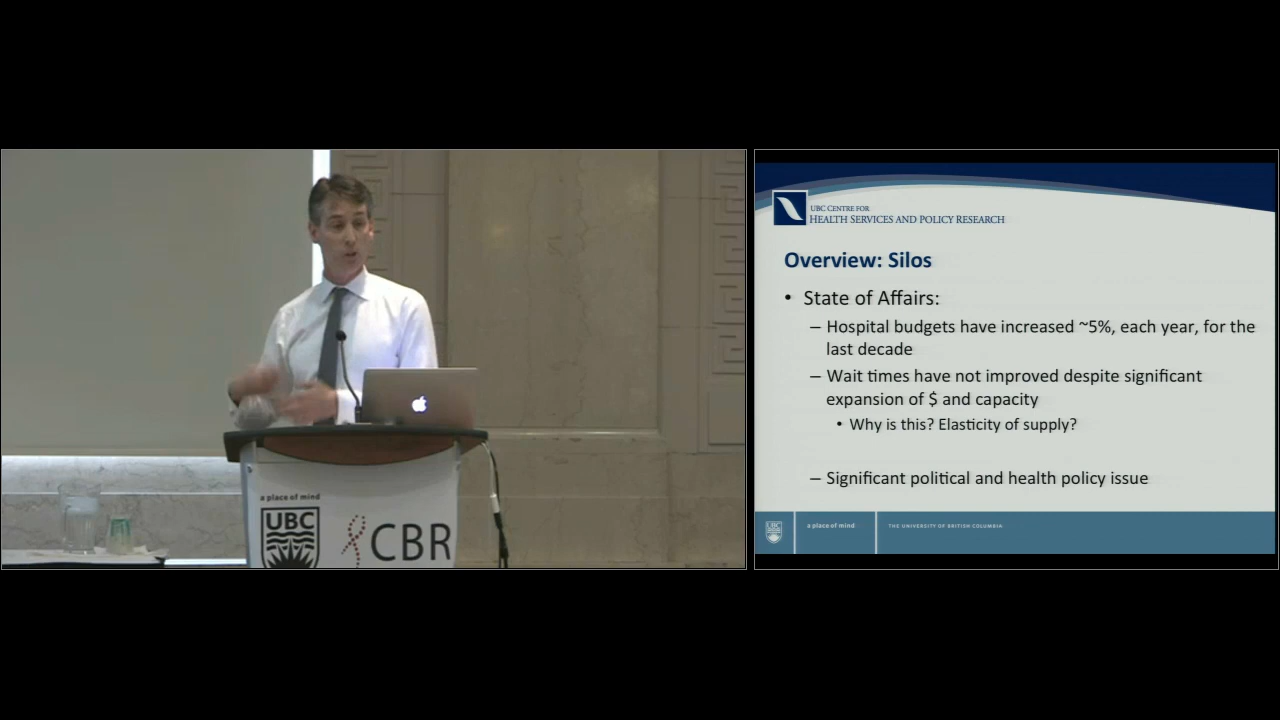 a place of mind
UBC
CBR
UBC CENTRE FOR
HEALTH SERVICES AND POLICY RESEARCH
Overview: Silos
• State of Affairs:
– Hospital budgets have increased ~5%, each year, for the
last decade
– Wait times have not improved despite significant
expansion of $ and capacity
• Why is this? Elasticity of supply?
– Significant political and health policy issue
UBC
a place of mind
THE UNIVERSITY OF BRITISH COLUMBIA